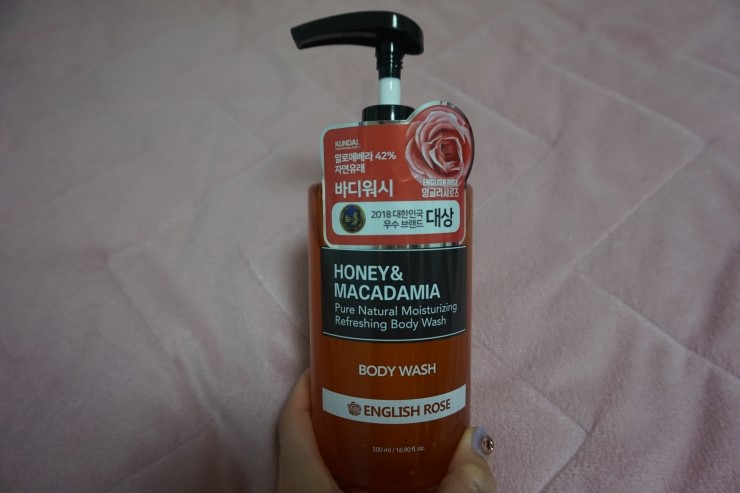 KUNDAL
알로에베라 42%
자연유래
바디워시
ENGLISH ROSE
잉글리시로즈
2018 대한민국
우수 브랜드 대상
HONEY&
MACADAMIA
Pure Natural Moisturizing
Refreshing Body Wash
BODY WASH
ENGLISH ROSE
500 ml / 16.90 fl. oz.